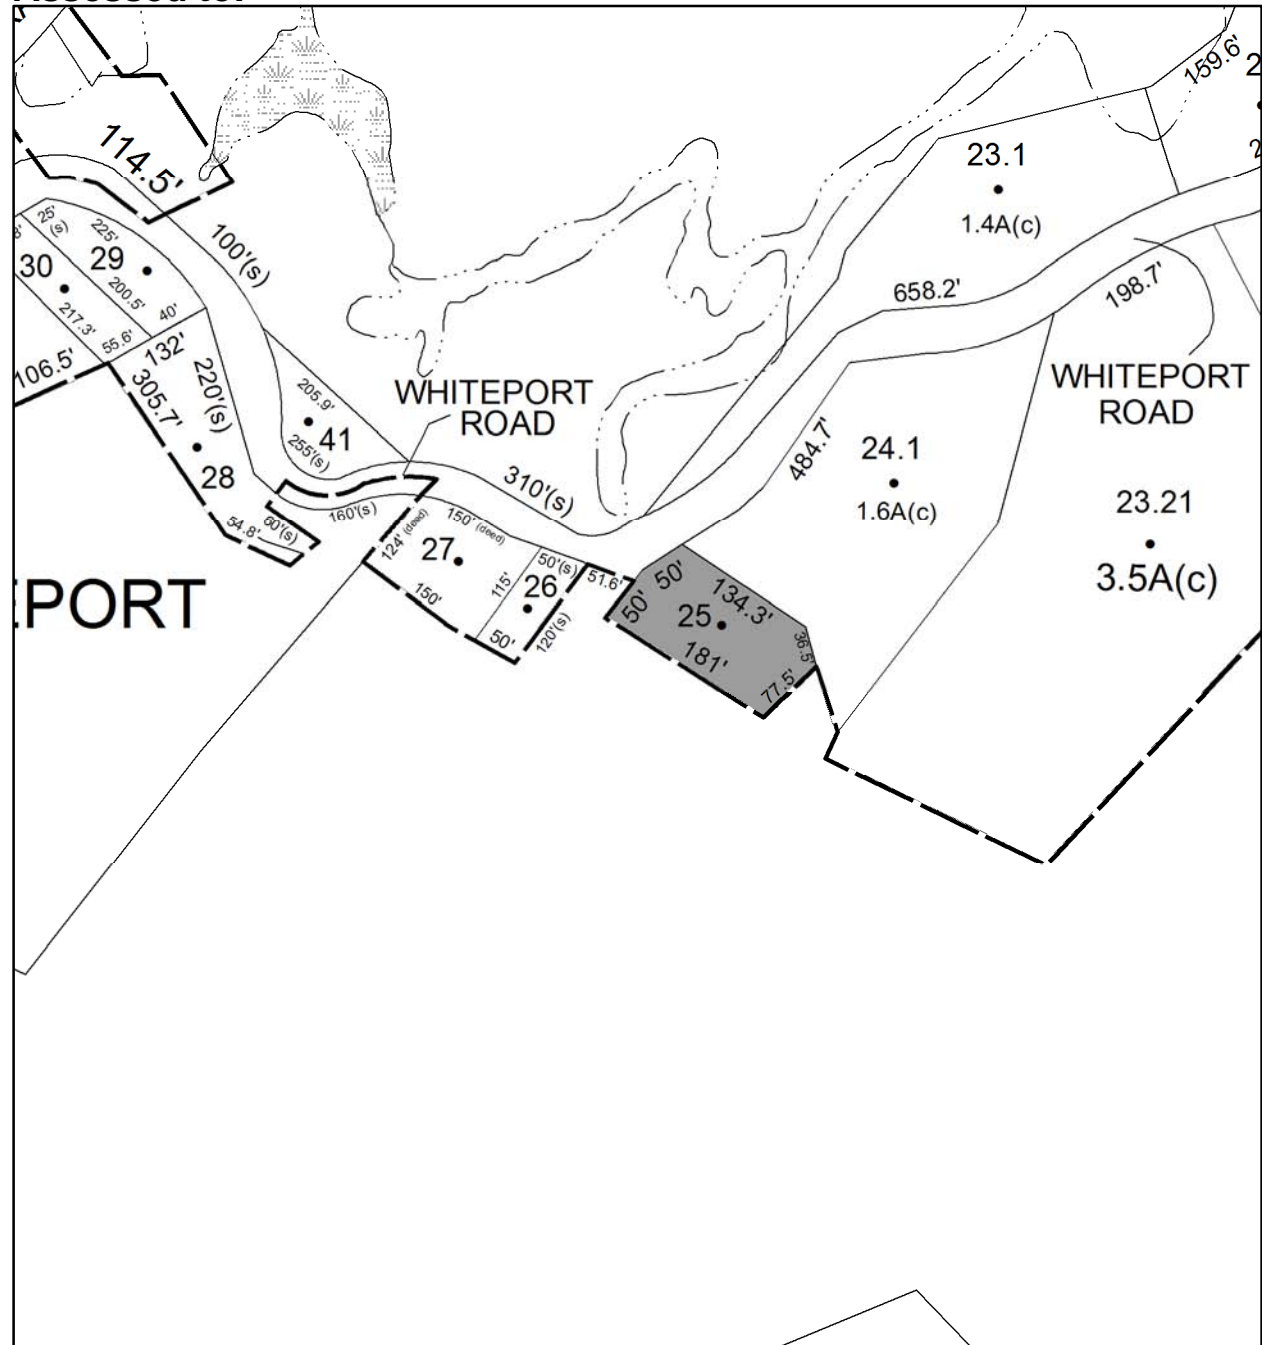 114.5'
159.6'
23.1
1.4A(c)
100'(s)
25'
(s)
225'
29
30
200.5'
40'
217.3'
55.6'
132'
106.5'
305.7'
220'(s)
658.2'
198.7'
WHITEPORT
ROAD
WHITEPORT
ROAD
205.9'
41
255'(s)
28
310'(s)
484.7'
24.1
1.6A(c)
23.21
3.5A(c)
54.8'
60'(s)
160'(s)
124' (deed)
150' (deed)
27
150'
115'
50'(s)
26
50'
120'(s)
51.6'
50'
50'
134.3'
25
36.5'
181'
77.5'
EPORT